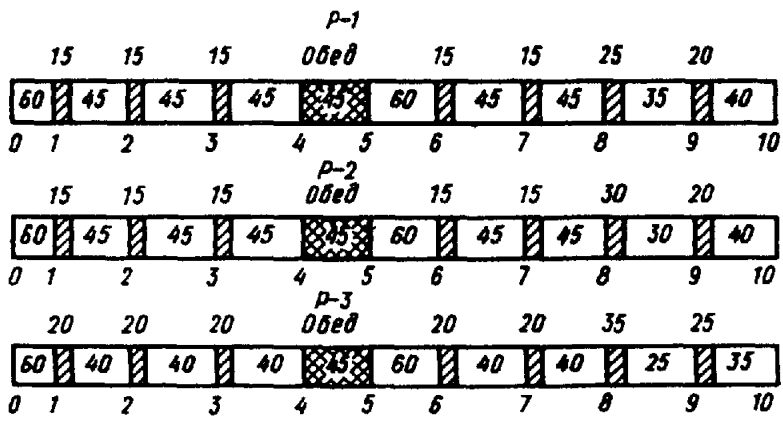 Р-1
15 15 15 Обед 15 15 25 20
60 45 45 45 45 60 45 45 35 40
0 1 2 3 4 5 6 7 8 9 10
Р-2
15 15 15 Обед 15 15 30 20
60 45 45 45 45 60 45 45 30 40
0 1 2 3 4 5 6 7 8 9 10
Р-3
20 20 20 Обед 20 20 35 25
60 40 40 40 45 60 40 40 25 35
0 1 2 3 4 5 6 7 8 9 10